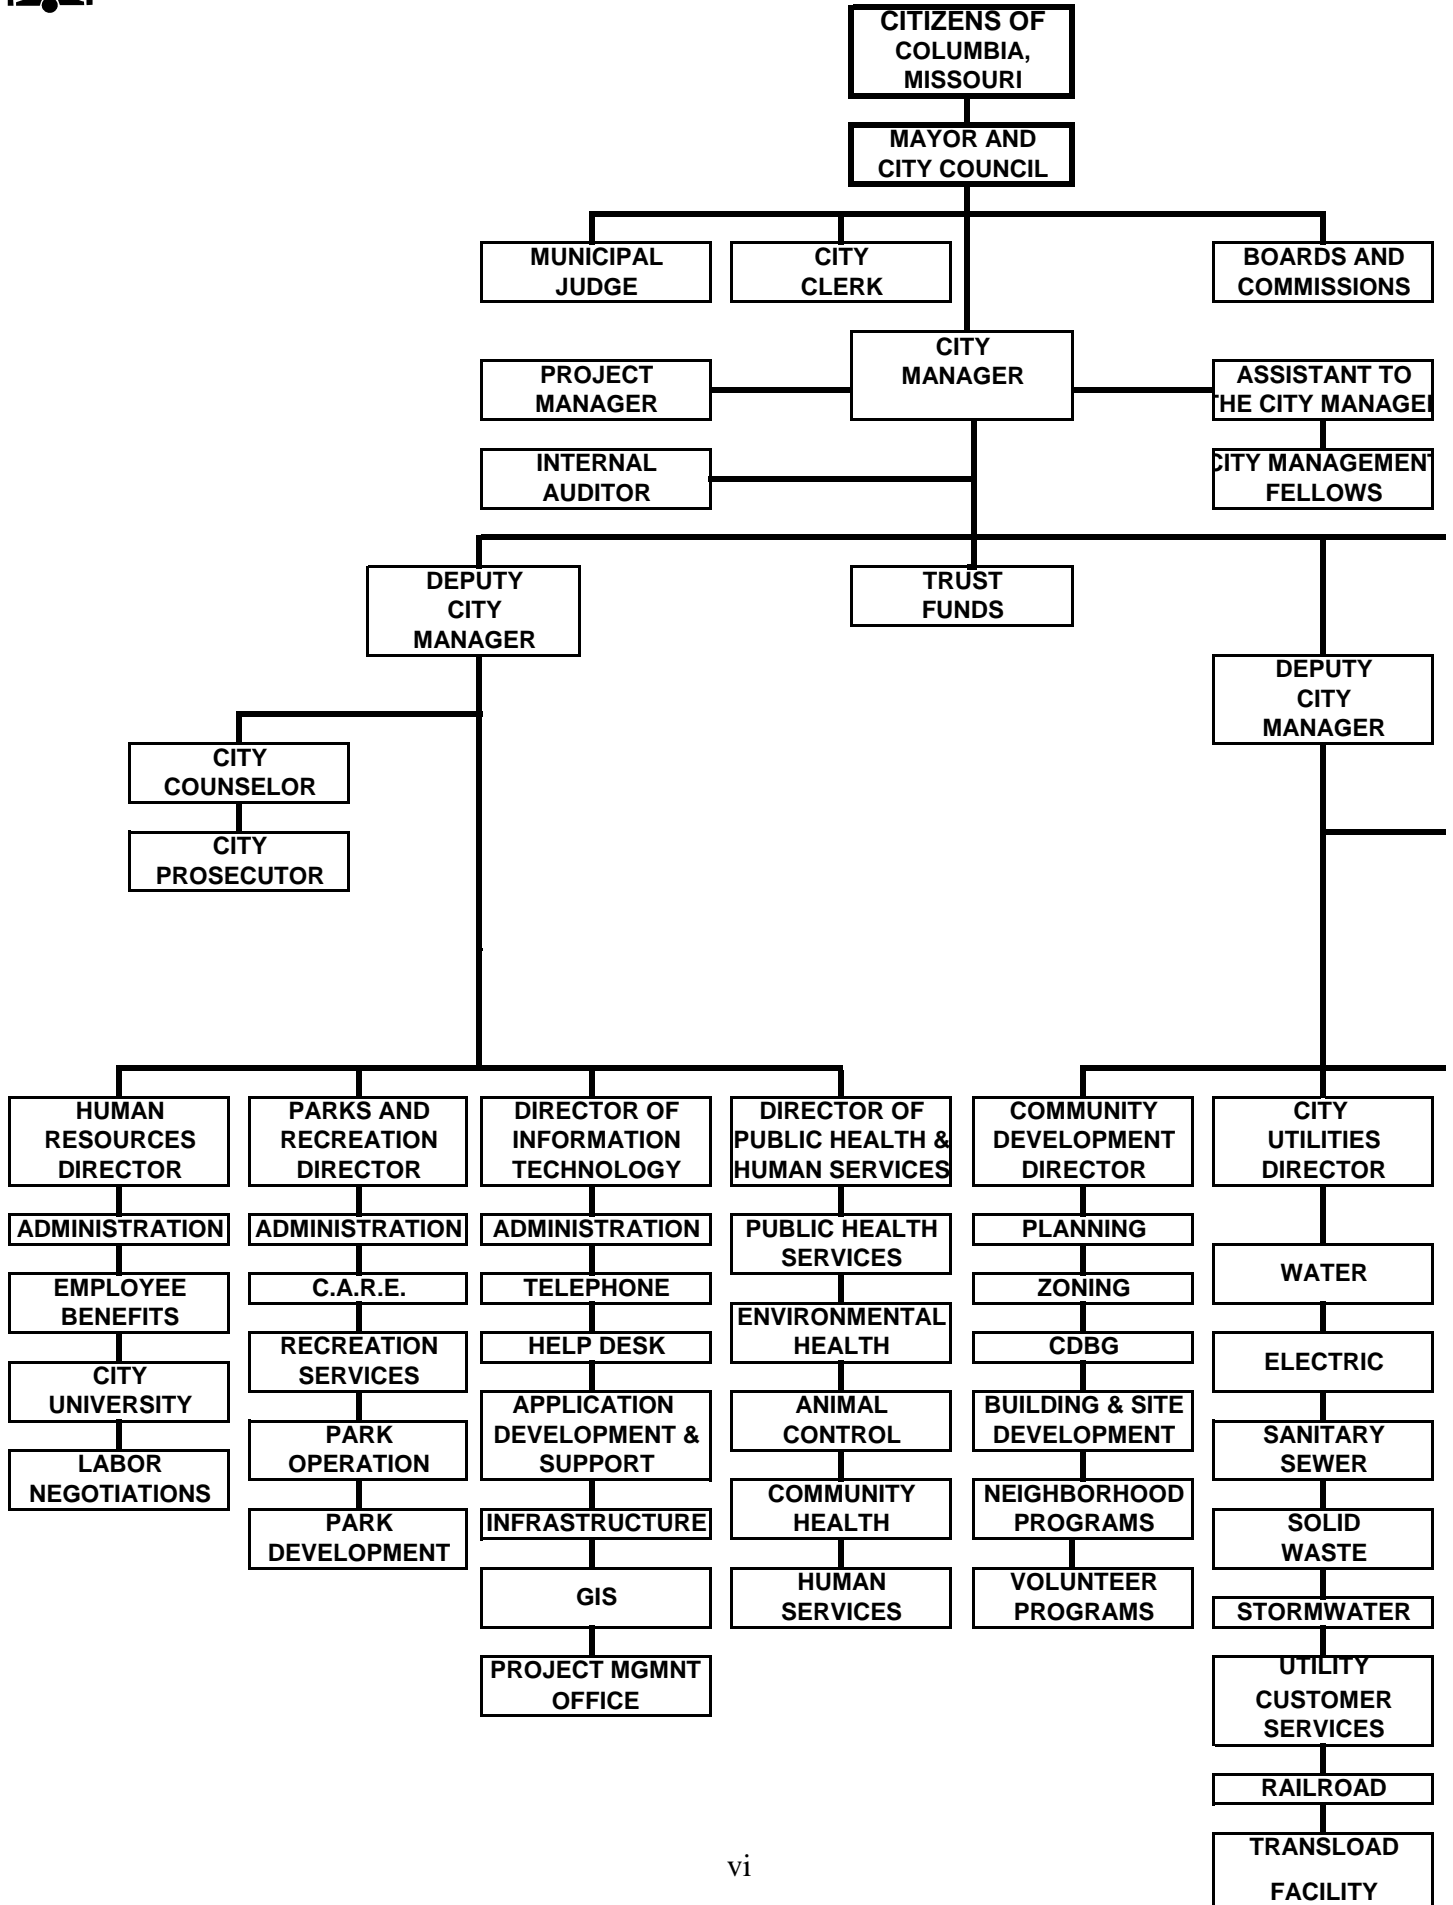 CITIZENS OF
COLUMBIA,
MISSOURI
MAYOR AND
CITY COUNCIL
MUNICIPAL
JUDGE
CITY
CLERK
BOARDS AND
COMMISSIONS
CITY
MANAGER
PROJECT
MANAGER
ASSISTANT TO
THE CITY MANAGER
INTERNAL
AUDITOR
CITY MANAGEMENT
FELLOWS
DEPUTY
CITY
MANAGER
TRUST
FUNDS
DEPUTY
CITY
MANAGER
CITY
COUNSELOR
CITY
PROSECUTOR
HUMAN
RESOURCES
DIRECTOR
ADMINISTRATION
EMPLOYEE
BENEFITS
CITY
UNIVERSITY
LABOR
NEGOTIATIONS
PARKS AND
RECREATION
DIRECTOR
ADMINISTRATION
C.A.R.E.
RECREATION
SERVICES
PARK
OPERATION
PARK
DEVELOPMENT
DIRECTOR OF
INFORMATION
TECHNOLOGY
ADMINISTRATION
TELEPHONE
HELP DESK
APPLICATION
DEVELOPMENT &
SUPPORT
INFRASTRUCTURE
GIS
PROJECT MGMNT
OFFICE
DIRECTOR OF
PUBLIC HEALTH &
HUMAN SERVICES
PUBLIC HEALTH
SERVICES
ENVIRONMENTAL
HEALTH
ANIMAL
CONTROL
COMMUNITY
HEALTH
HUMAN
SERVICES
COMMUNITY
DEVELOPMENT
DIRECTOR
PLANNING
ZONING
CDBG
BUILDING & SITE
DEVELOPMENT
NEIGHBORHOOD
PROGRAMS
VOLUNTEER
PROGRAMS
CITY
UTILITIES
DIRECTOR
WATER
ELECTRIC
SANITARY
SEWER
SOLID
WASTE
STORMWATER
UTILITY
CUSTOMER
SERVICES
RAILROAD
TRANSLOAD
FACILITY
vi